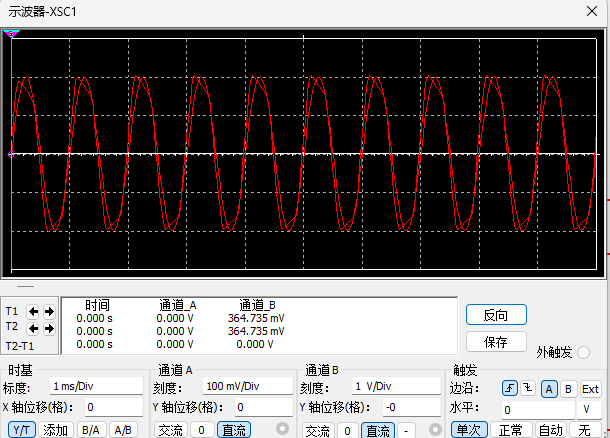 示波器-XSC1
时间 通道_A 通道_B
T1 0.000 s 0.000 V 364.735 mV
T2 0.000 s 0.000 V 364.735 mV
T2-T1 0.000 s 0.000 V 0.000 V
反向
保存
外触发
时基 通道 A 通道 B 触发
标度: 1 ms/Div 刻度: 100 mV/Div 刻度: 1 V/Div 边沿: A B Ext
X 轴位移(格): 0 Y 轴位移(格): 0 Y 轴位移(格): -0 水平: 0 V
Y/T 添加 B/A A/B 交流 0 直流 交流 0 直流 - 单次 正常 自动 无